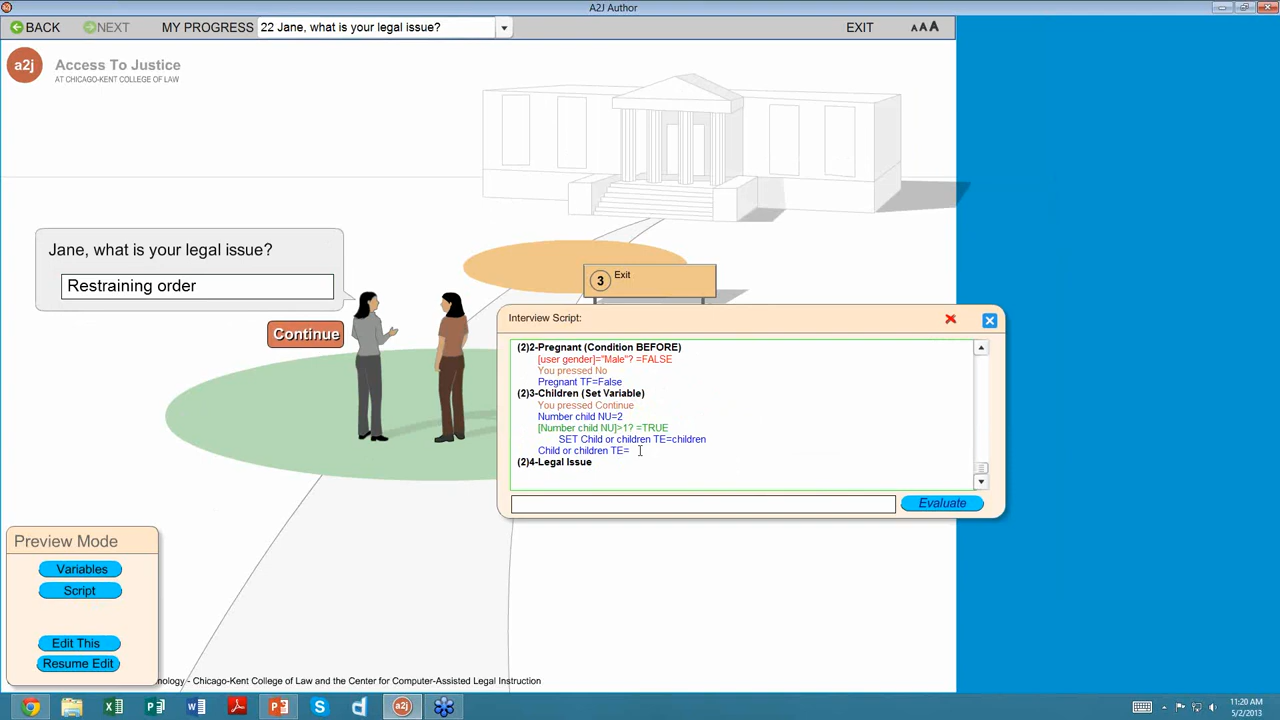 A2J Author
BACK
NEXT
MY PROGRESS
22 Jane, what is your legal issue?
EXIT
AAA
a2j
Access To Justice
AT CHICAGO-KENT COLLEGE OF LAW
Jane, what is your legal issue?
Restraining order
Continue
3
Exit
Interview Script:
(2)2-Pregnant (Condition BEFORE)
[user gender]="Male"? =FALSE
You pressed No
Pregnant TF=False
(2)3-Children (Set Variable)
You pressed Continue
Number child NU=2
[Number child NU]>1? =TRUE
SET Child or children TE=children
Child or children TE=
(2)4-Legal Issue
Evaluate
Preview Mode
Variables
Script
Edit This
Resume Edit
nology - Chicago-Kent College of Law and the Center for Computer-Assisted Legal Instruction
a2j
11:20 AM
5/2/2013